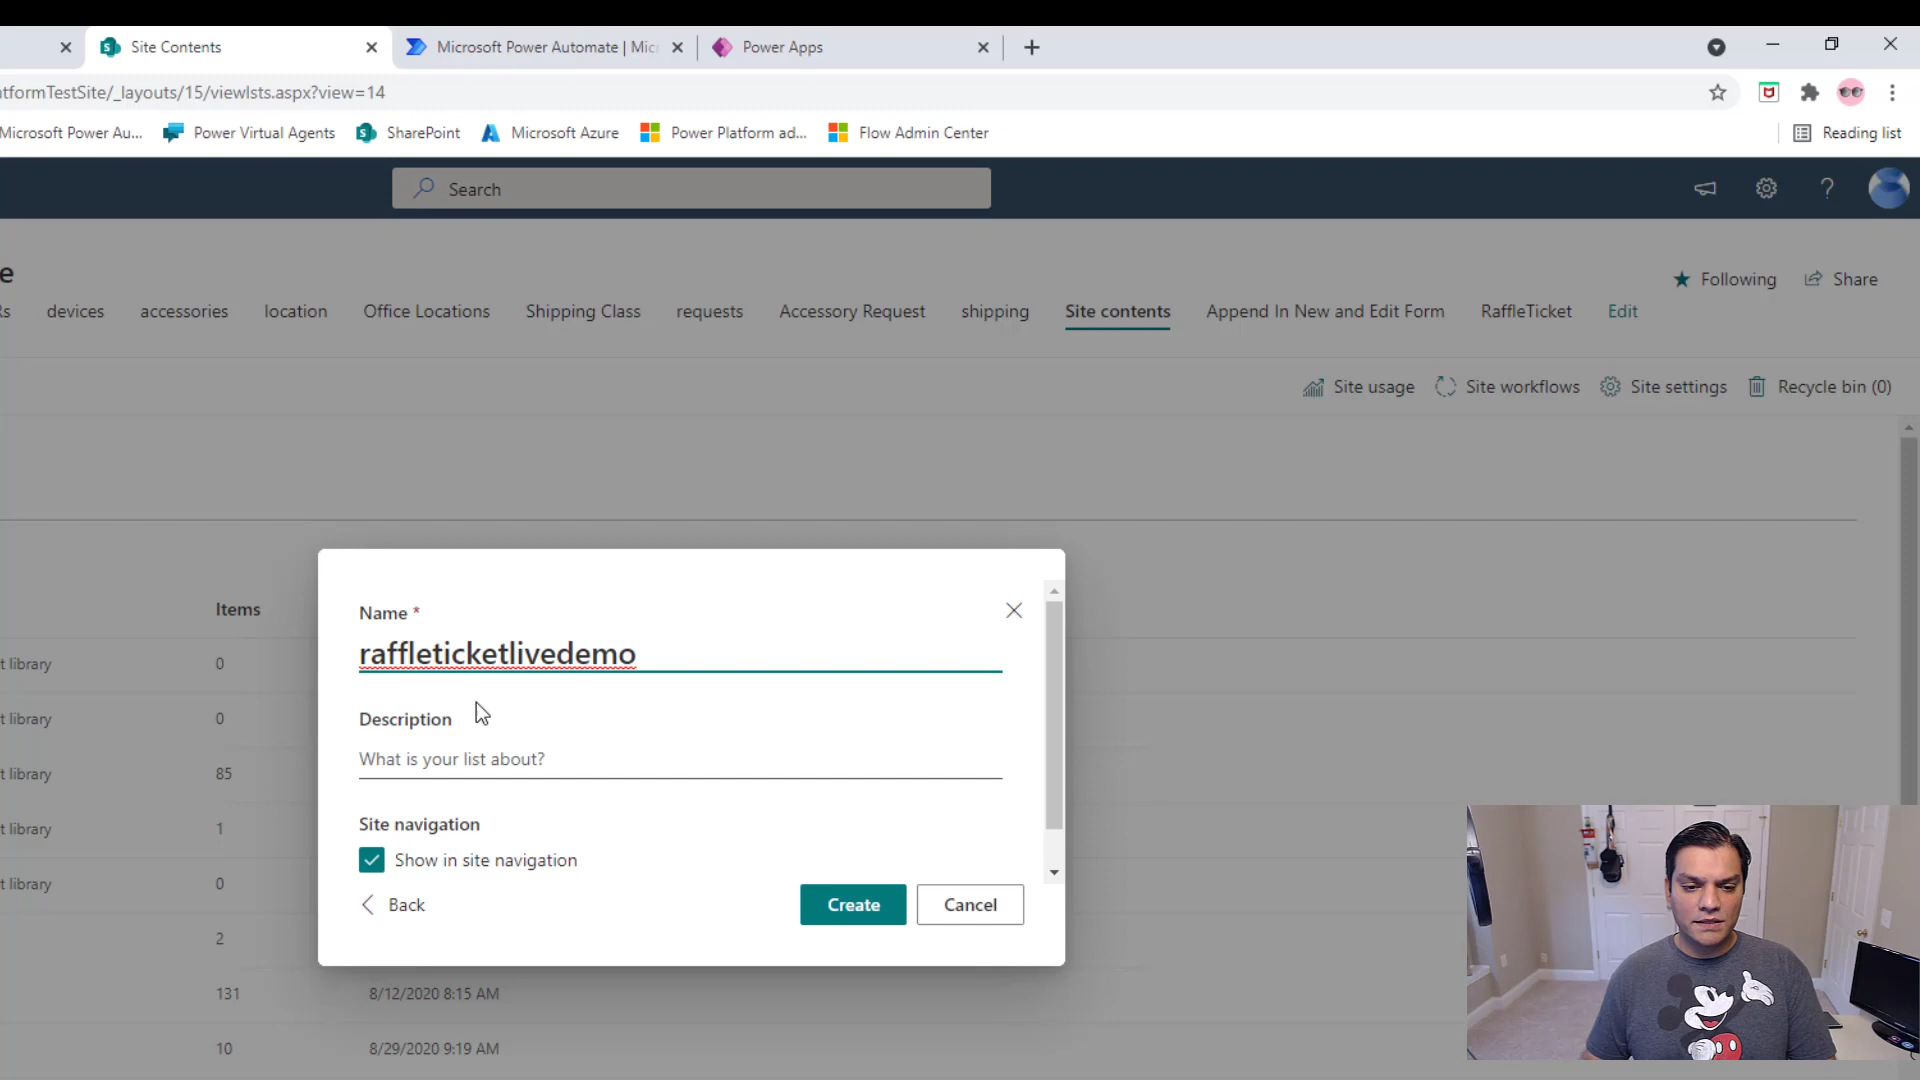 Site Contents
Microsoft Power Automate | Mic
Power Apps
tformTestSite/_layouts/15/viewlsts.aspx?view=14
Microsoft Power Au...
Power Virtual Agents
SharePoint
Microsoft Azure
Power Platform ad...
Flow Admin Center
Reading list
Search
e
Following
Share
Rs
devices
accessories
location
Office Locations
Shipping Class
requests
Accessory Request
shipping
Site contents
Append In New and Edit Form
RaffleTicket
Edit
Site usage
Site workflows
Site settings
Recycle bin (0)
Items
t library 0
t library 0
t library 85
t library 1
t library 0
2
131 8/12/2020 8:15 AM
10 8/29/2020 9:19 AM
Name *
raffleticketlivedemo
Description
What is your list about?
Site navigation
Show in site navigation
Back
Create
Cancel